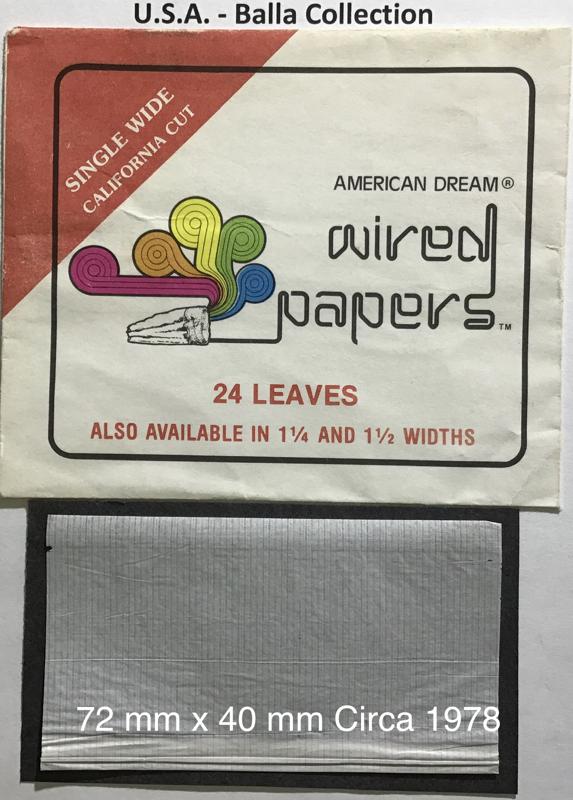 U.S.A. - Balla Collection
SINGLE WIDE
CALIFORNIA CUT
AMERICAN DREAM®
wired
papers™
24 LEAVES
ALSO AVAILABLE IN 1¼ AND 1½ WIDTHS
72 mm x 40 mm Circa 1978